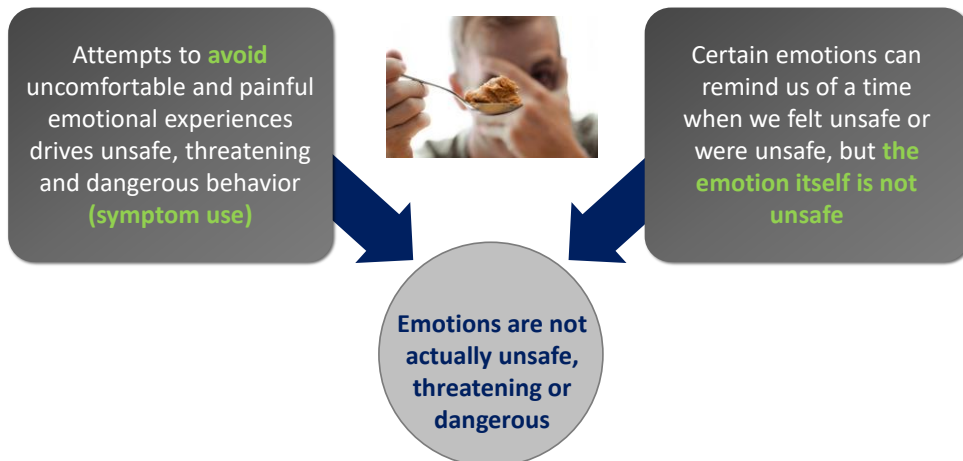 Attempts to avoid
uncomfortable and painful
emotional experiences
drives unsafe, threatening
and dangerous behavior
(symptom use)
Certain emotions can
remind us of a time
when we felt unsafe or
were unsafe, but the
emotion itself is not
unsafe
Emotions are not
actually unsafe,
threatening or
dangerous